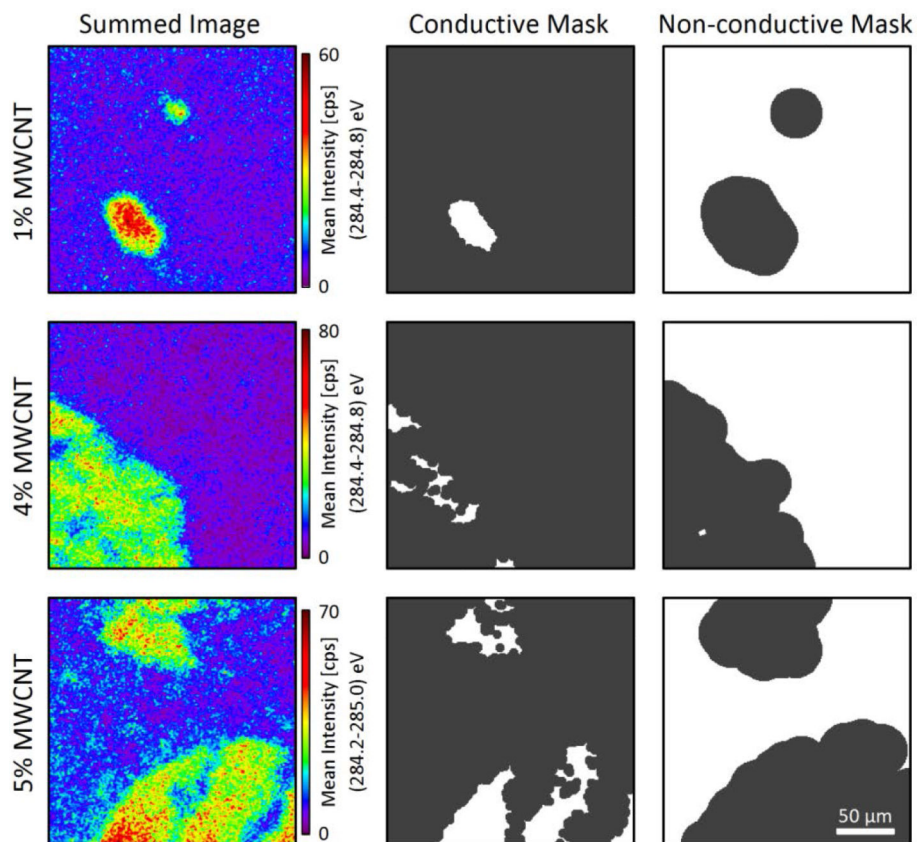 Summed Image
Conductive Mask
Non-conductive Mask
1% MWCNT
60
0
Mean Intensity [cps]
(284.4-284.8) eV
4% MWCNT
80
0
Mean Intensity [cps]
(284.4-284.8) eV
5% MWCNT
70
0
Mean Intensity [cps]
(284.2-285.0) eV
50 µm